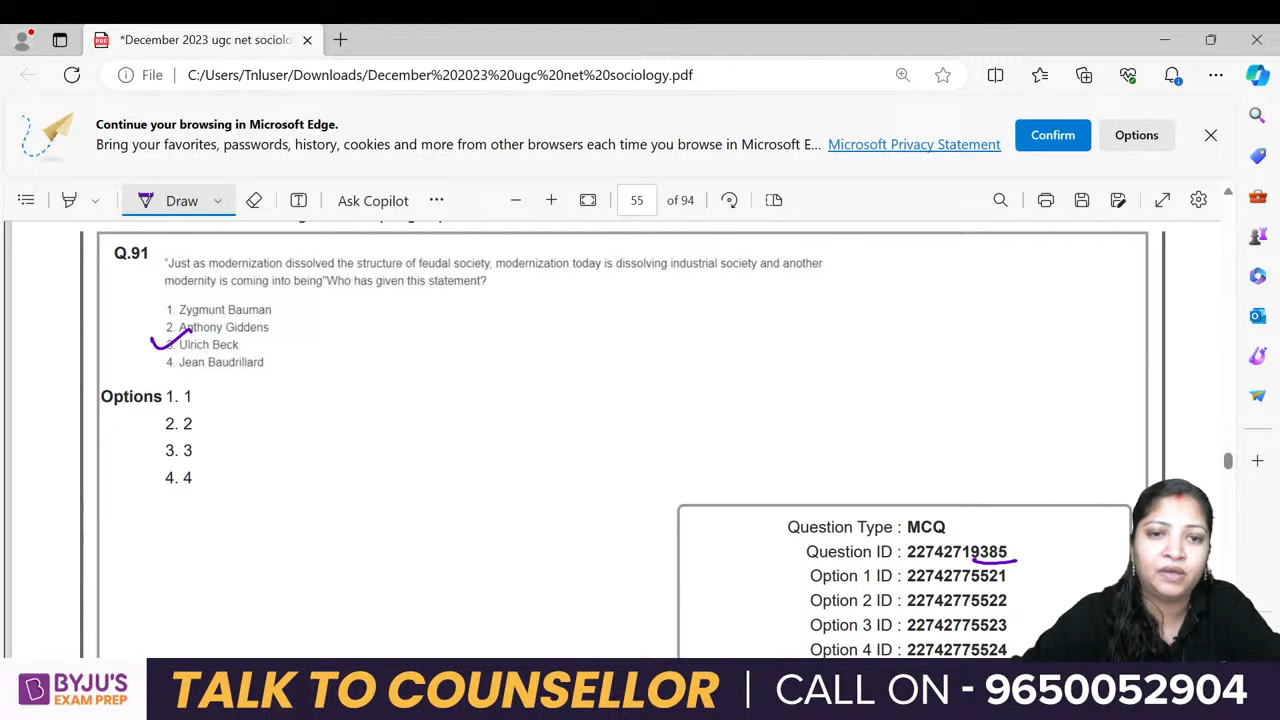 *December 2023 ugc net sociolo
File
C:/Users/Tnluser/Downloads/December%202023%20ugc%20net%20sociology.pdf
Continue your browsing in Microsoft Edge.
Bring your favorites, passwords, history, cookies and more from other browsers each time you browse in Microsoft E... Microsoft Privacy Statement
Confirm
Options
Draw
Ask Copilot
55 of 94
Q.91
"Just as modernization dissolved the structure of feudal society, modernization today is dissolving industrial society and another
modernity is coming into being"Who has given this statement?
1. Zygmunt Bauman
2. Anthony Giddens
3. Ulrich Beck
4. Jean Baudrillard
Options 1. 1
2. 2
3. 3
4. 4
Question Type : MCQ
Question ID : 22742719385
Option 1 ID : 22742775521
Option 2 ID : 22742775522
Option 3 ID : 22742775523
Option 4 ID : 22742775524
BYJU'S
EXAM PREP
TALK TO COUNSELLOR | CALL ON - 9650052904